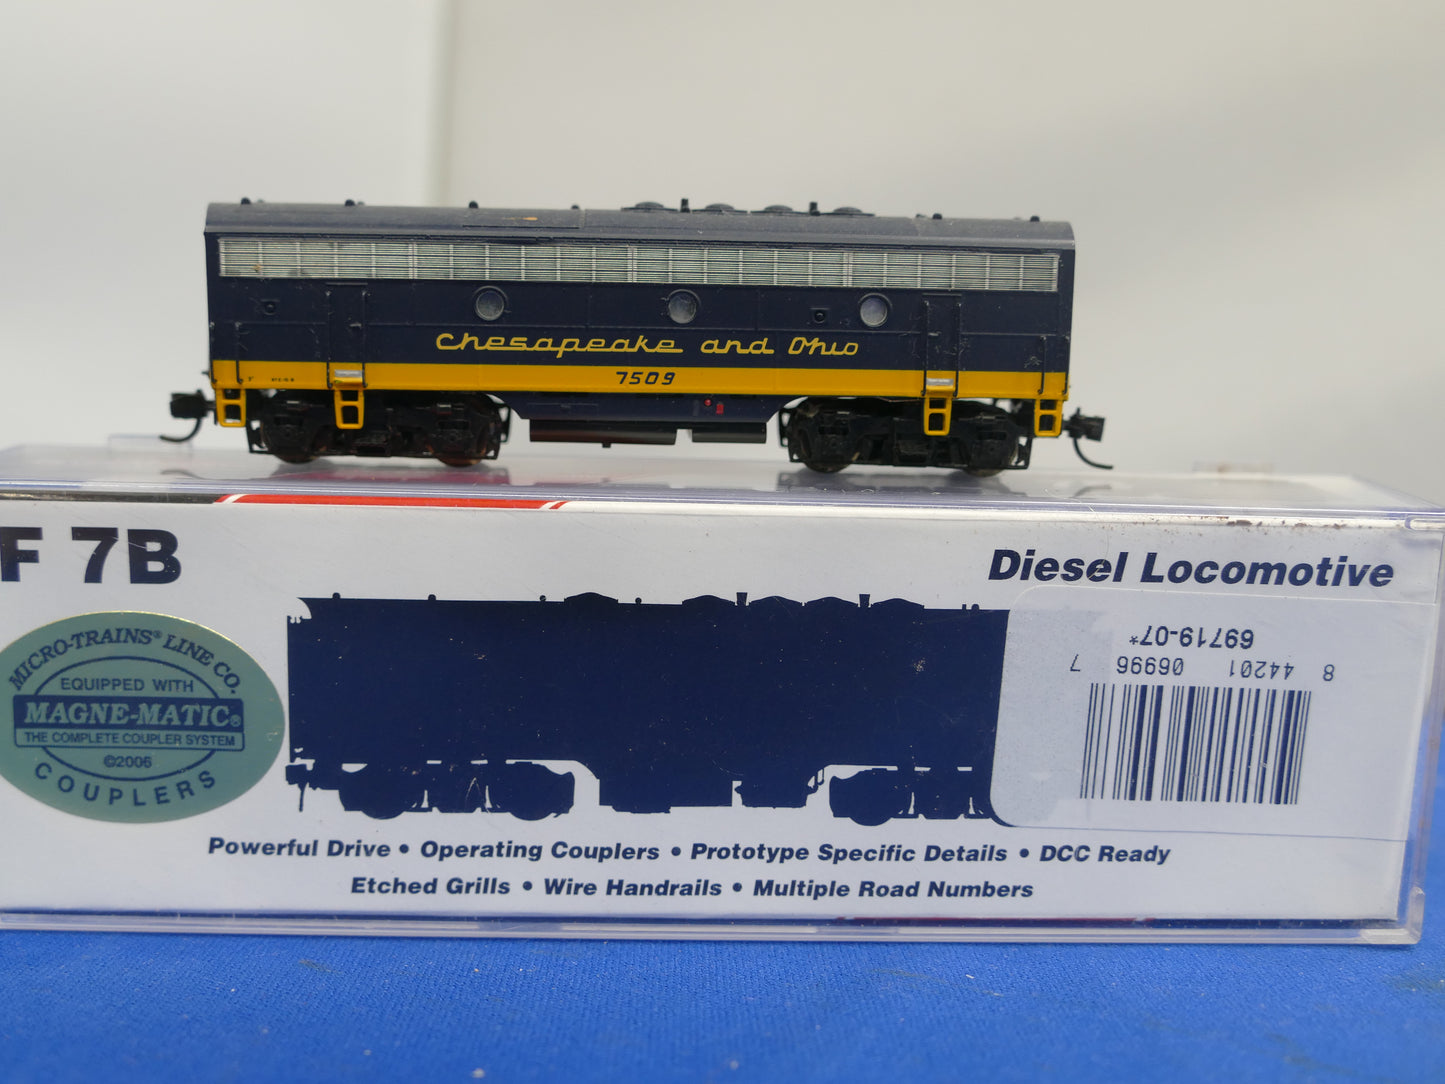 Chesapeake and Ohio
7509
F 7B
Diesel Locomotive
MICRO-TRAINS® LINE CO.
EQUIPPED WITH
MAGNE-MATIC®
THE COMPLETE COUPLER SYSTEM
©2006
COUPLERS
69719-07*
8 44201 06996 7
Powerful Drive • Operating Couplers • Prototype Specific Details • DCC Ready
Etched Grills • Wire Handrails • Multiple Road Numbers